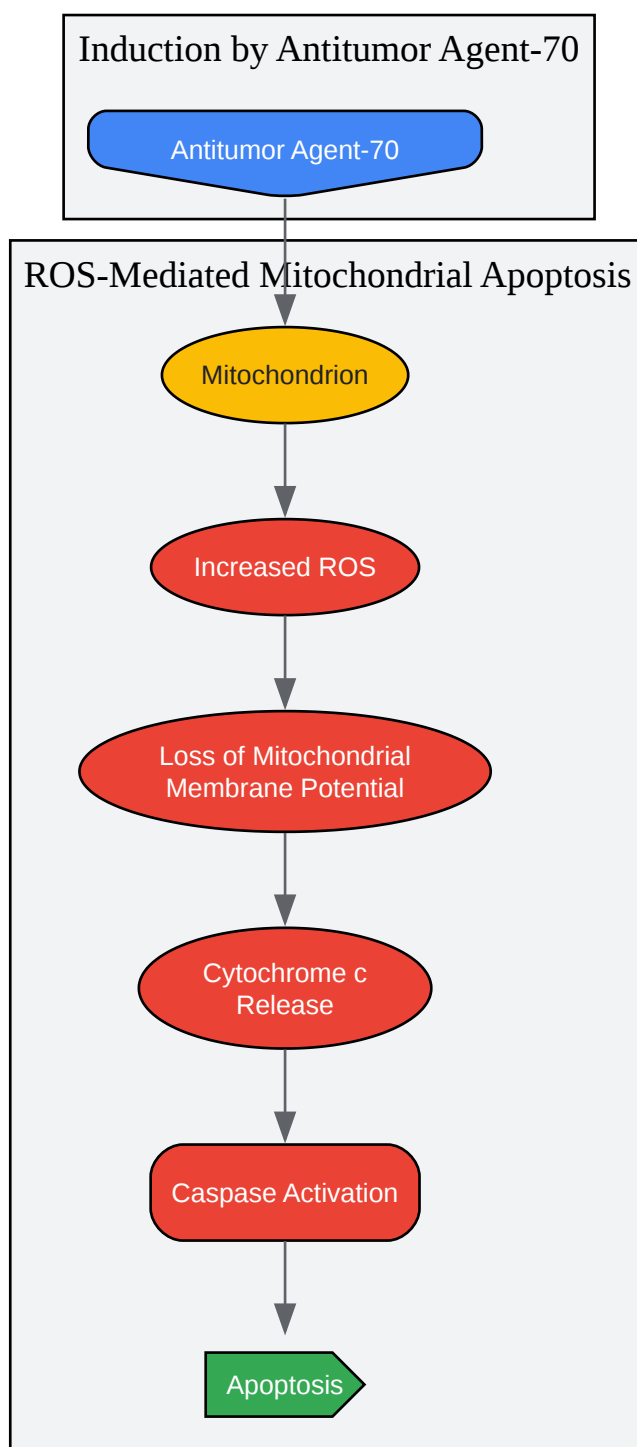 Induction by Antitumor Agent-70
Antitumor Agent-70
ROS-Mediated Mitochondrial Apoptosis
Mitochondrion
Increased ROS
Loss of Mitochondrial
Membrane Potential
Cytochrome c
Release
Caspase Activation
Apoptosis